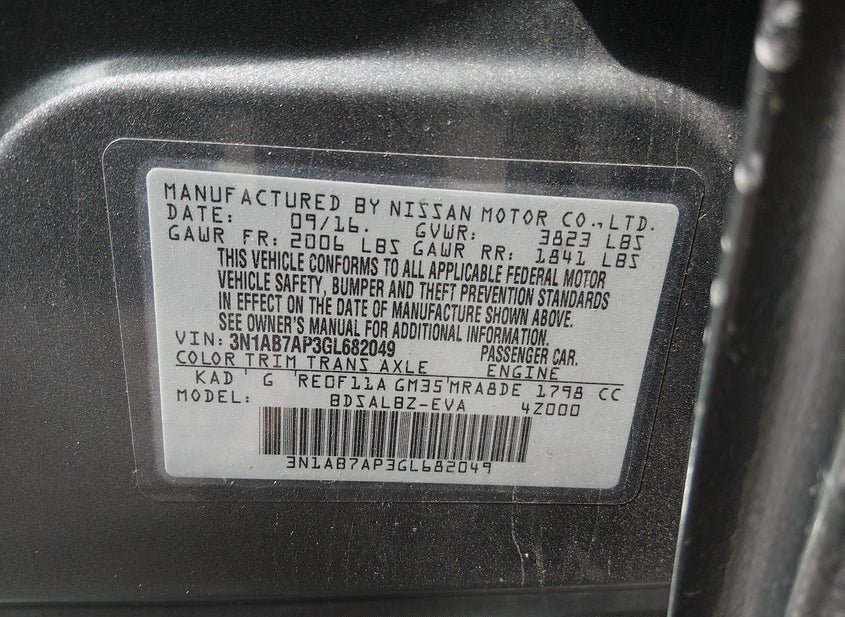 MANUFACTURED BY NISSAN MOTOR CO.,LTD.
DATE: 09/16. GVWR: 3823 LBS
GAWR FR: 2006 LBS GAWR RR: 1841 LBS
THIS VEHICLE CONFORMS TO ALL APPLICABLE FEDERAL MOTOR
VEHICLE SAFETY, BUMPER AND THEFT PREVENTION STANDARDS
IN EFFECT ON THE DATE OF MANUFACTURE SHOWN ABOVE.
SEE OWNER'S MANUAL FOR ADDITIONAL INFORMATION.
VIN: 3N1AB7AP3GL682049 PASSENGER CAR.
COLOR TRIM TRANS AXLE ENGINE
KAD G RE0F11A GM35 MRA8DE 1798 CC
MODEL: BDSALBZ-EVA 4Z000
3N1AB7AP3GL682049